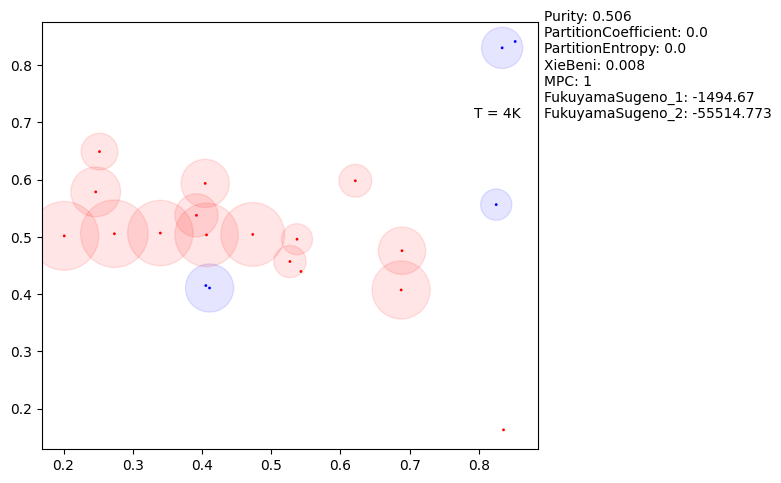 Purity: 0.506
PartitionCoefficient: 0.0
PartitionEntropy: 0.0
XieBeni: 0.008
MPC: 1
FukuyamaSugeno_1: -1494.67
FukuyamaSugeno_2: -55514.773
T = 4K
0.8
0.7
0.6
0.5
0.4
0.3
0.2
0.2 0.3 0.4 0.5 0.6 0.7 0.8